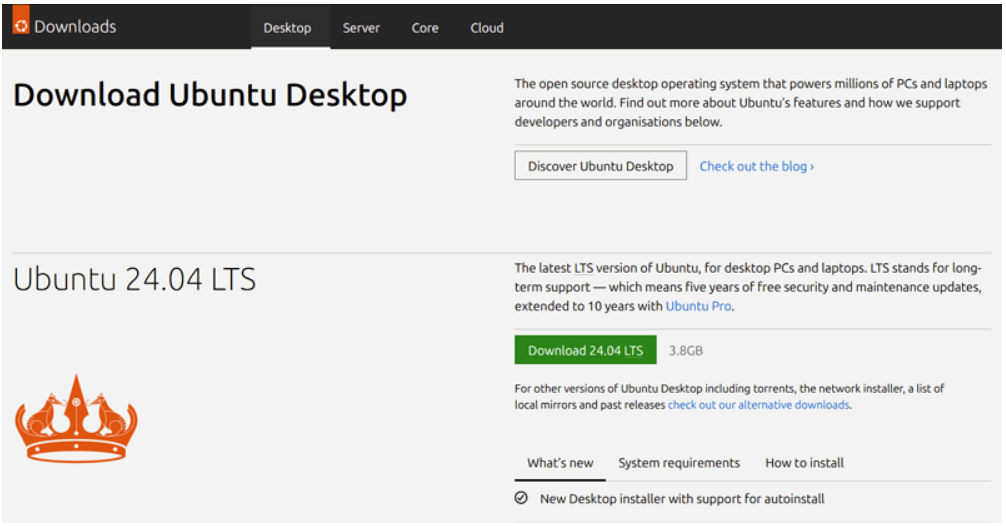 Downloads
Desktop
Server
Core
Cloud
Download Ubuntu Desktop
The open source desktop operating system that powers millions of PCs and laptops
around the world. Find out more about Ubuntu's features and how we support
developers and organisations below.
Discover Ubuntu Desktop
Check out the blog ›
Ubuntu 24.04 LTS
The latest LTS version of Ubuntu, for desktop PCs and laptops. LTS stands for long-
term support — which means five years of free security and maintenance updates,
extended to 10 years with Ubuntu Pro.
Download 24.04 LTS
3.8GB
For other versions of Ubuntu Desktop including torrents, the network installer, a list of
local mirrors and past releases check out our alternative downloads.
What's new
System requirements
How to install
New Desktop installer with support for autoinstall